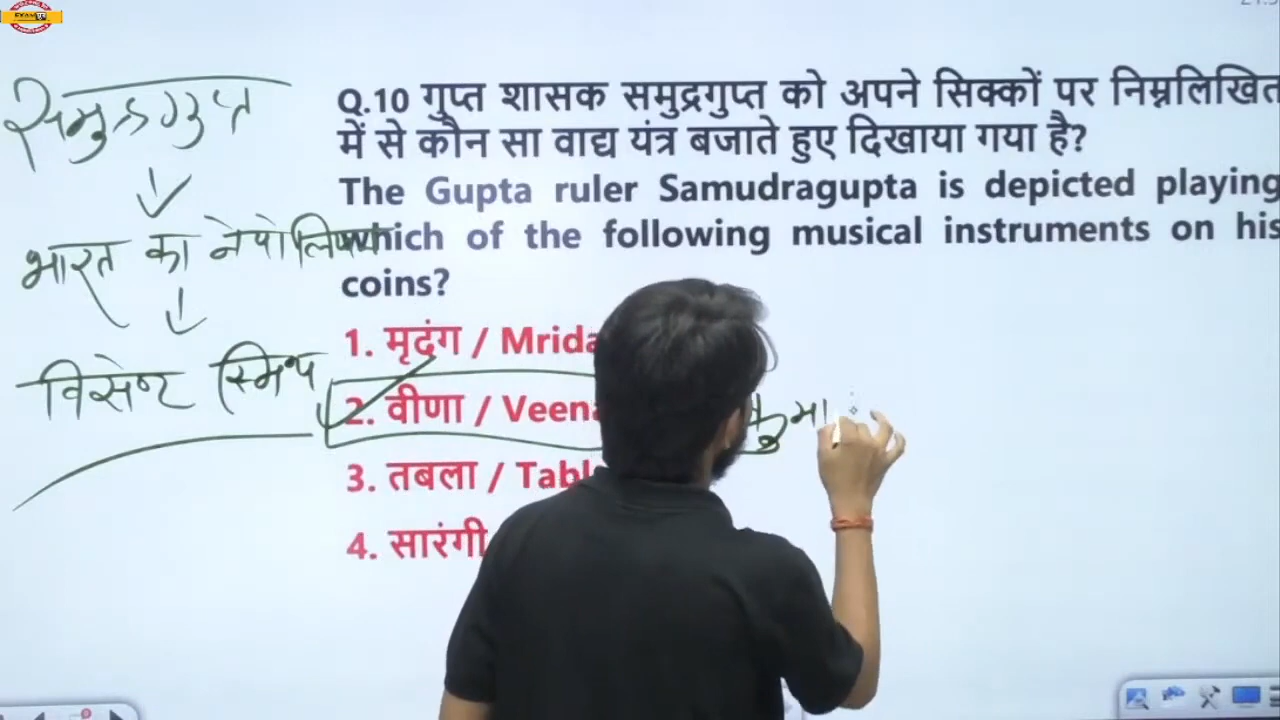 समुद्रगुप्त
भारत का नेपोलियन
विसेण्ट स्मिथ
Q.10 गुप्त शासक समुद्रगुप्त को अपने सिक्कों पर निम्नलिखित
में से कौन सा वाद्य यंत्र बजाते हुए दिखाया गया है?
The Gupta ruler Samudragupta is depicted playing
which of the following musical instruments on his
coins?
1. मृदंग / Mrida
2. वीणा / Veena
कुमा
3. तबला / Tabl
4. सारंगी